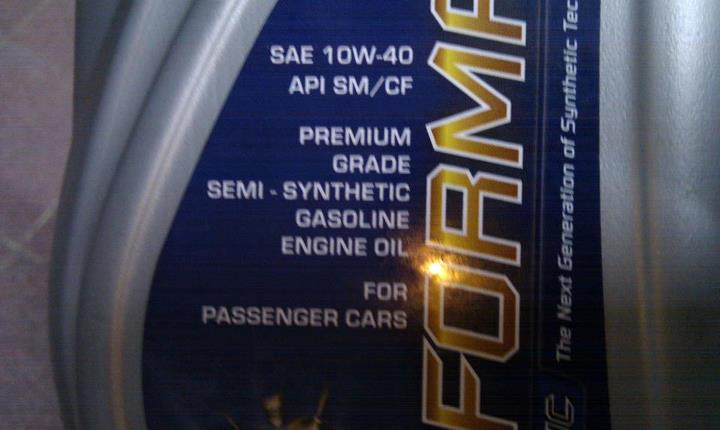 SAE 10W-40
API SM/CF
PREMIUM
GRADE
SEMI - SYNTHETIC
GASOLINE
ENGINE OIL
FOR
PASSENGER CARS
The Next Generation of Synthetic